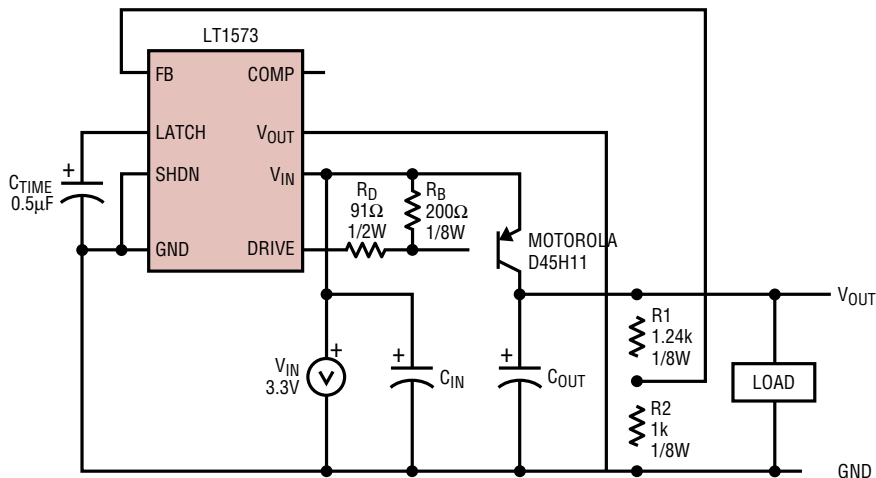 LT1573
FB
COMP
LATCH
VOUT
SHDN
VIN
GND
DRIVE
+
CTIME
0.5µF
RD
91Ω
1/2W
RB
200Ω
1/8W
MOTOROLA
D45H11
VOUT
R1
1.24k
1/8W
VIN
3.3V
+
V
+
CIN
+
COUT
LOAD
R2
1k
1/8W
GND